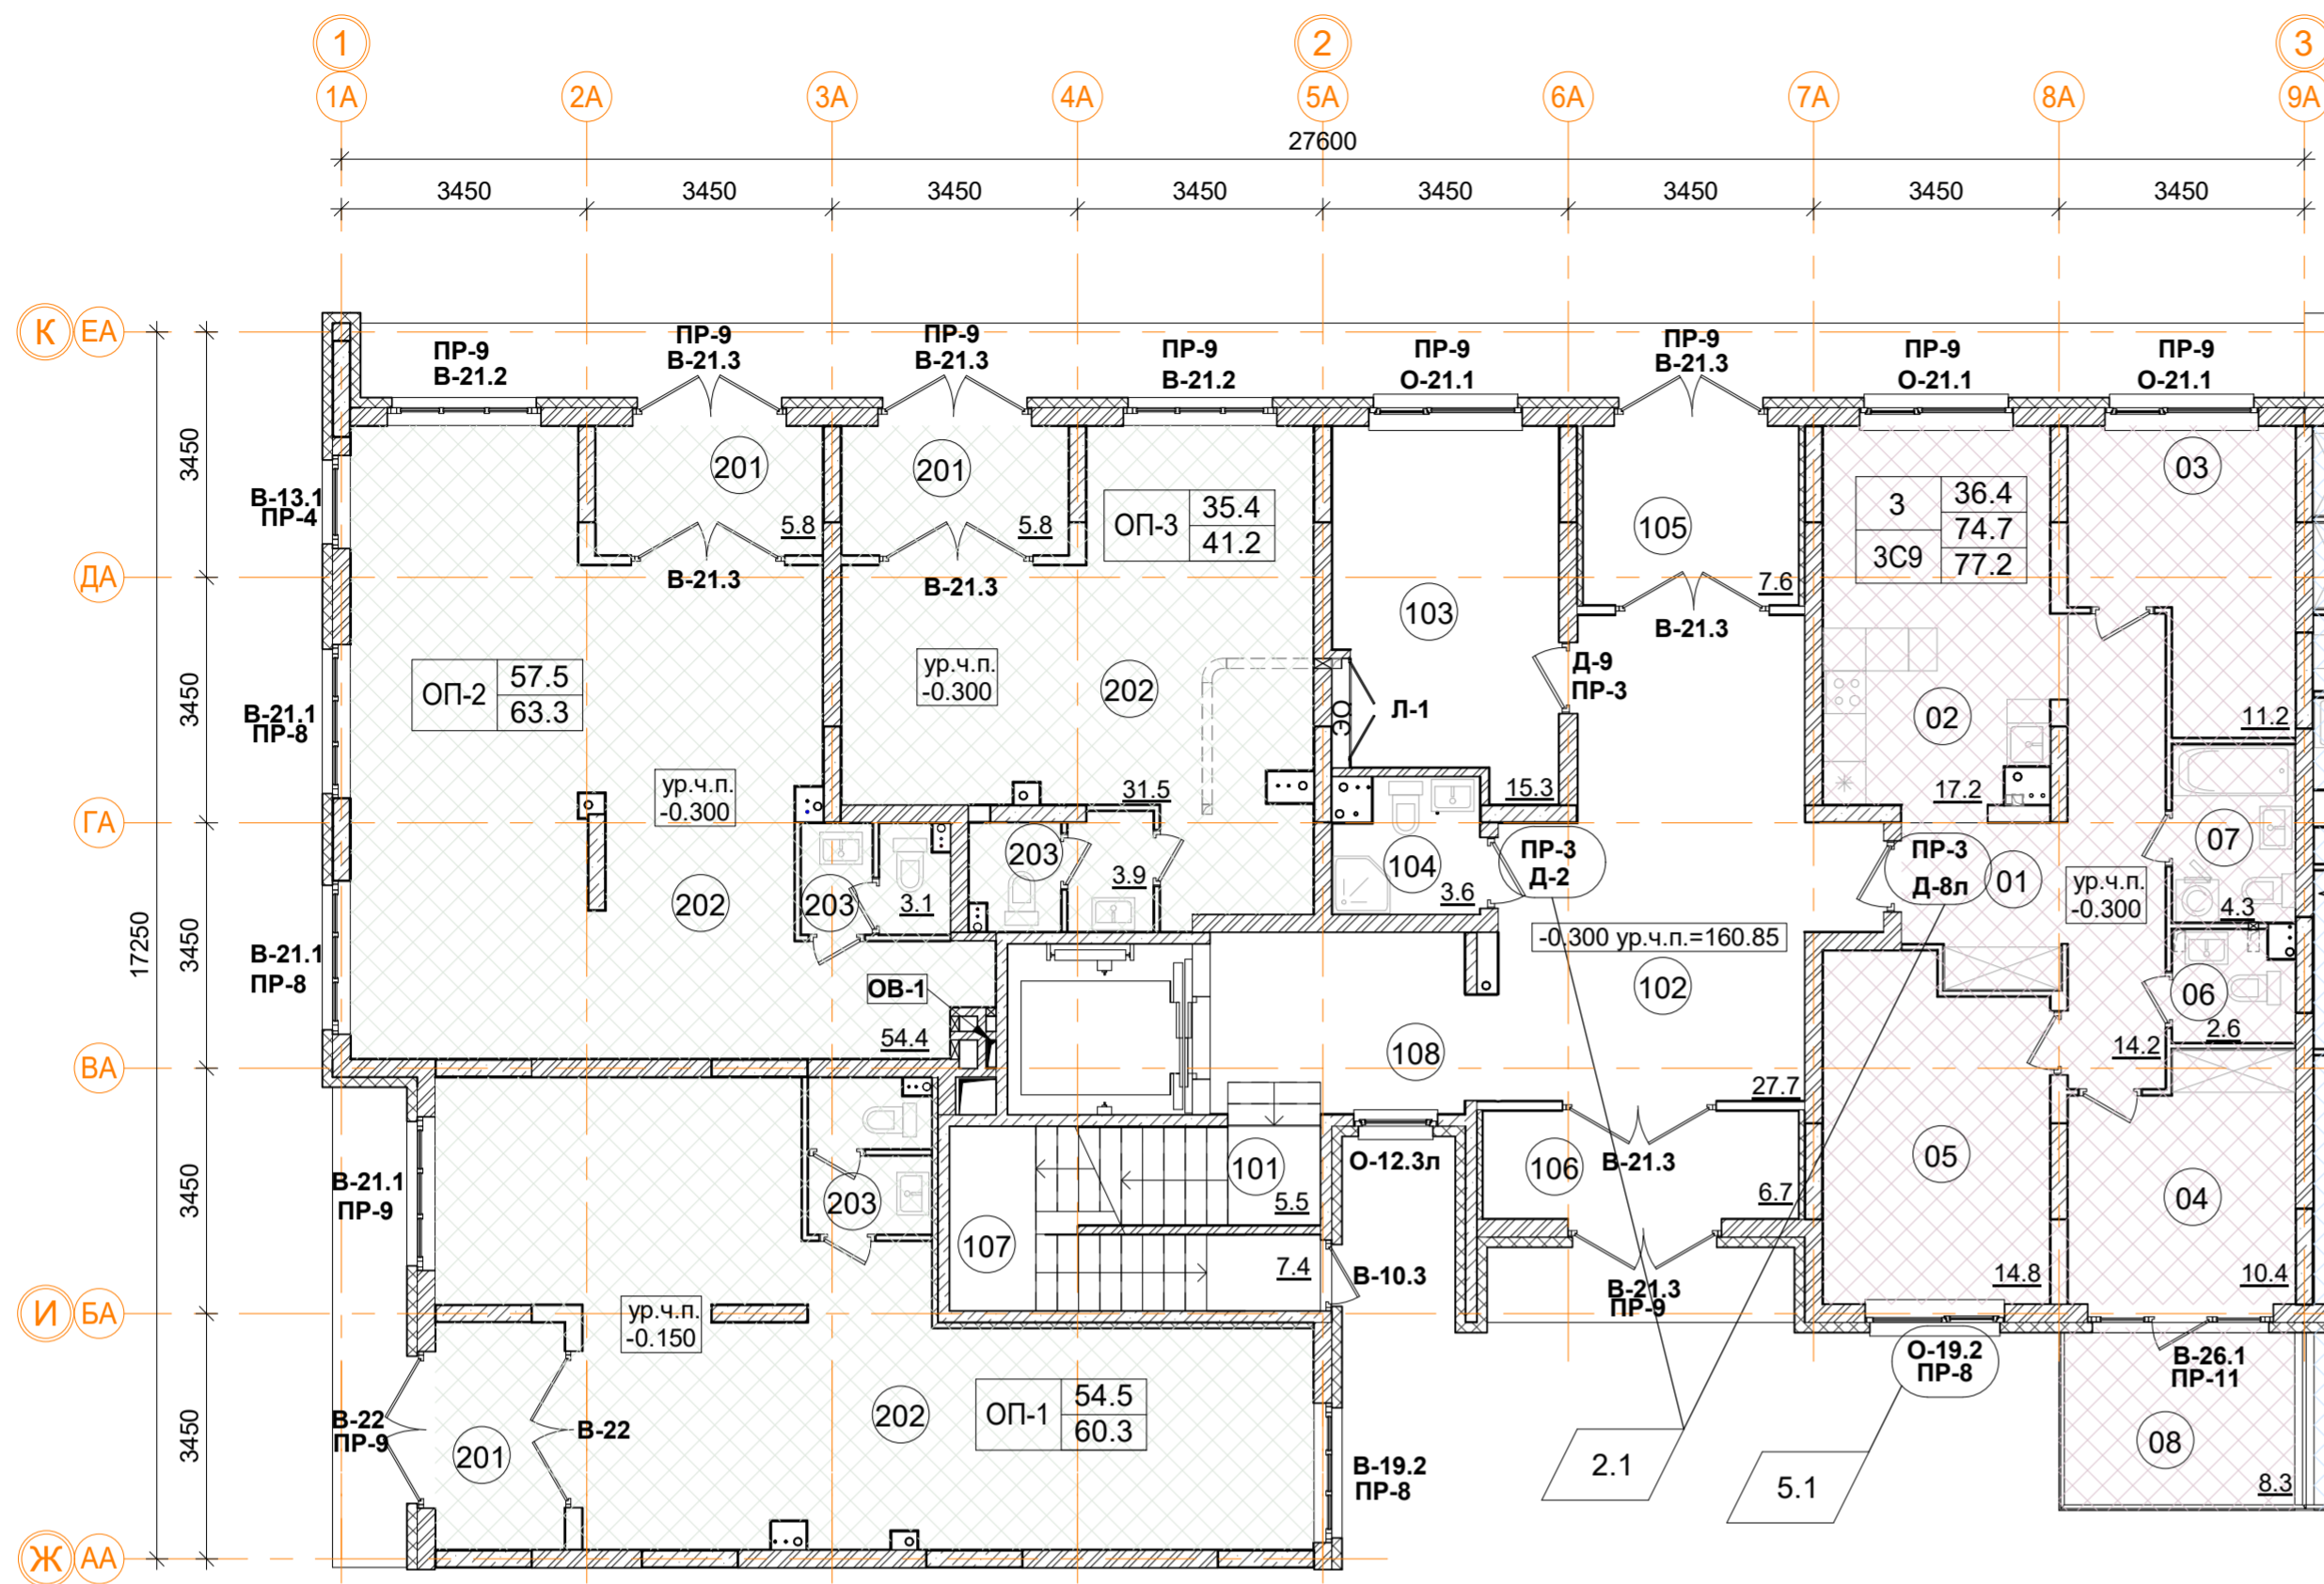 1
2
3
1А
2А
3А
4А
5А
6А
7А
8А
9А
27600
3450
3450
3450
3450
3450
3450
3450
3450
К
ЕА
ДА
ГА
ВА
И
БА
Ж
АА
17250
3450
3450
3450
3450
3450
ПР-9
В-21.2
ПР-9
В-21.3
ПР-9
В-21.3
ПР-9
В-21.2
ПР-9
О-21.1
ПР-9
В-21.3
ПР-9
О-21.1
ПР-9
О-21.1
В-13.1
ПР-4
201
5.8
В-21.3
201
5.8
В-21.3
ОП-3
35.4
41.2
103
105
7.6
В-21.3
3
3С9
36.4
74.7
77.2
03
11.2
ОП-2
57.5
63.3
ур.ч.п.
-0.300
202
Д-9
ПР-3
ОС
Л-1
02
17.2
В-21.1
ПР-8
ур.ч.п.
-0.300
31.5
15.3
202
203
3.1
203
3.9
104
3.6
ПР-3
Д-2
ПР-3
Д-8л
01
ур.ч.п.
-0.300
07
4.3
В-21.1
ПР-8
ОВ-1
54.4
-0.300 ур.ч.п.=160.85
102
108
27.7
06
2.6
14.2
В-21.1
ПР-9
203
101
5.5
О-12.3л
106
В-21.3
6.7
05
14.8
04
10.4
107
7.4
В-10.3
В-21.3
ПР-9
ур.ч.п.
-0.150
О-19.2
ПР-8
В-26.1
ПР-11
В-22
ПР-9
В-22
201
202
ОП-1
54.5
60.3
В-19.2
ПР-8
2.1
5.1
08
8.3